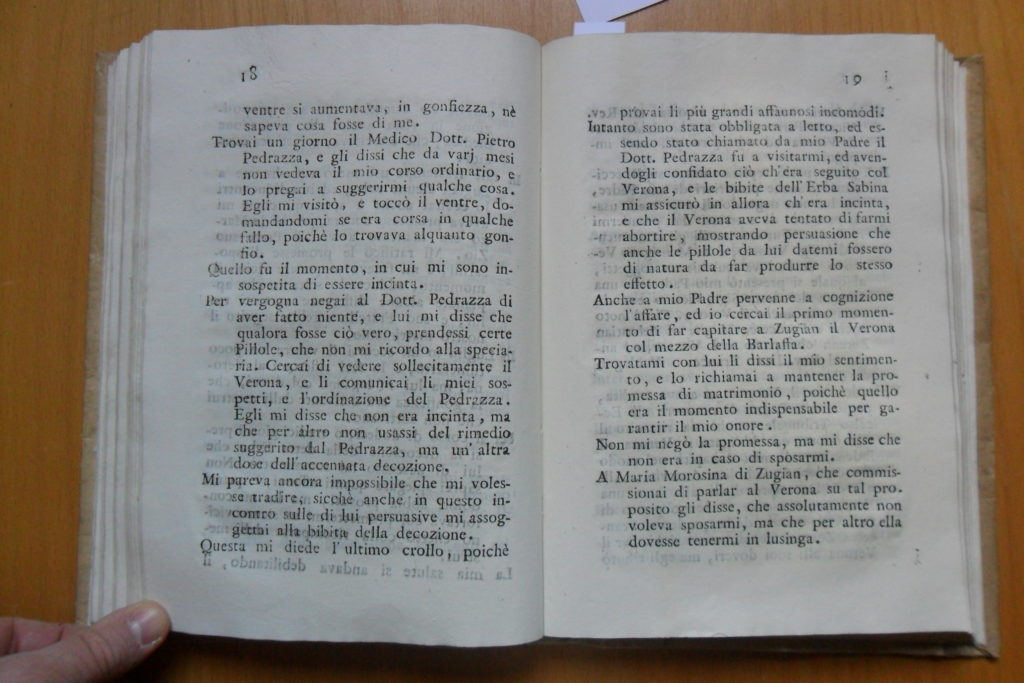 18
ventre si aumentava, in gonfiezza, nè
sapeva cosa fosse di me.
Trovai un giorno il Medico Dott. Pietro
Pedrazza, e gli dissi che da varj mesi
non vedeva il mio corso ordinario, e
lo pregai a suggerirmi qualche cosa.
Egli mi visitò, e toccò il ventre, do-
mandandomi se era corsa in qualche
fallo, poichè lo trovava alquanto gon-
fio.
Quello fu il momento, in cui mi sono in-
sospetita di essere incinta.
Per vergogna negai al Dott. Pedrazza di
aver fatto niente, e lui mi disse che
qualora fosse ciò vero, prendessi certe
Pillole, che non mi ricordo alla specia-
ria. Cercai di vedere sollecitamente il
Verona, e li comunicai li miei sos-
petti, e l'ordinazione del Pedrazza.
Egli mi disse che non era incinta, ma
che per altro non usassi del rimedio
suggerito dal Pedrazza, ma un'altra
dose dell'accennata decozione.
Mi pareva ancora impossibile che mi voles-
se tradire, sicchè anche in questo in-
contro sulle di lui persuasive mi assog-
gettai alla bibita della decozione.
Questa mi diede l'ultimo crollo, poichè
19
provai li più grandi affannosi incomodi.
Intanto sono stata obbligata a letto, ed es-
sendo stato chiamato da mio Padre il
Dott. Pedrazza fu a visitarmi, ed aven-
dogli confidato ciò ch'era seguito col
Verona, e le bibite dell'Erba Sabina
mi assicurò in allora ch'era incinta,
e che il Verona aveva tentato di farmi
abortire, mostrando persuasione che
anche le pillole da lui datemi fossero
di natura da far produrre lo stesso
effetto.
Anche a mio Padre pervenne a cognizione
l'affare, ed io cercai il primo momen-
to di far capitare a Zugian il Verona
col mezzo della Barlaffa.
Trovatami con lui li dissi il mio sentimen-
to, e lo richiamai a mantener la pro-
messa di matrimonio, poichè quello
era il momento indispensabile per ga-
rantir il mio onore.
Non mi negò la promessa, ma mi disse che
non era in caso di sposarmi.
A Maria Morosina di Zugian, che commis-
sionai di parlar al Verona su tal pro-
posito gli disse, che assolutamente non
voleva sposarmi, ma che per altro ella
dovesse tenermi in lusinga.